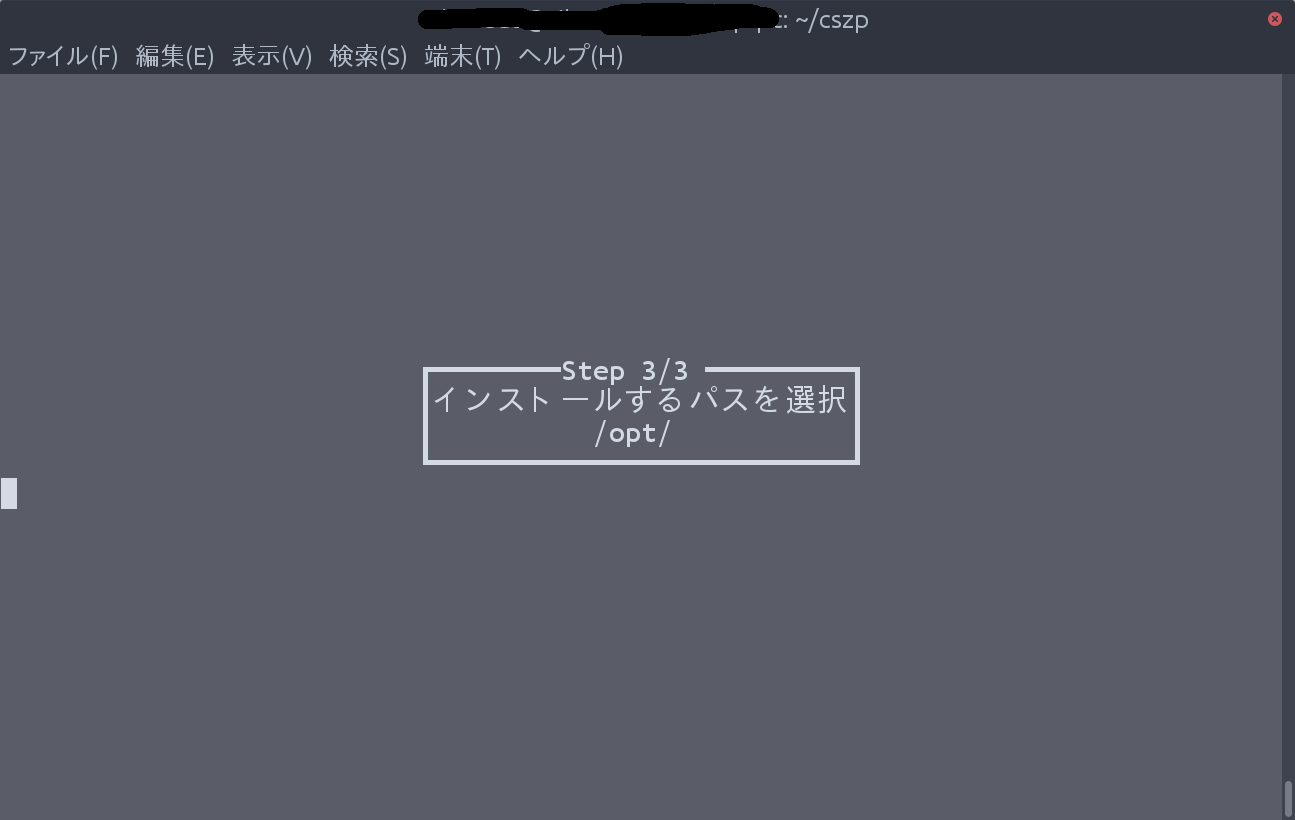 : ~/cszp
ファイル(F) 編集(E) 表示(V) 検索(S) 端末(T) ヘルプ(H)
Step 3/3
インストールするパスを選択
/opt/